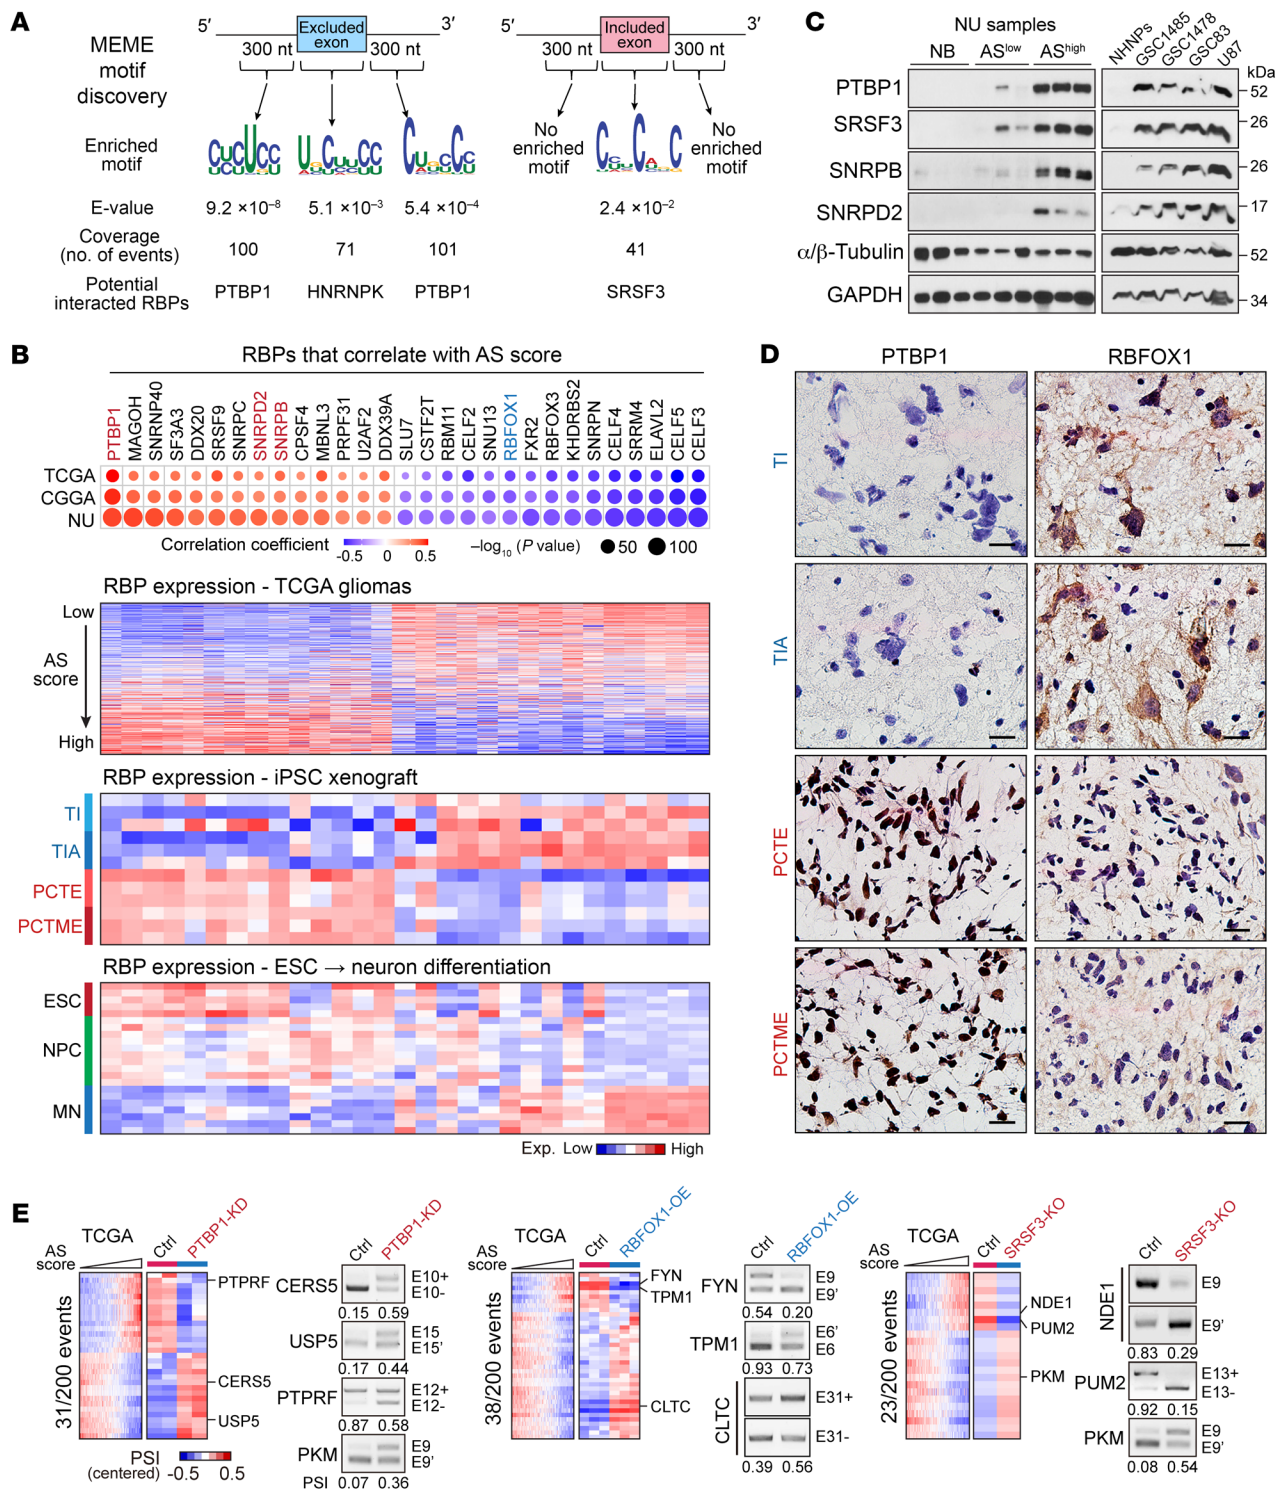 A
MEME
motif
discovery
5′
Excluded
exon
3′
300 nt
300 nt
5′
Included
exon
3′
300 nt
300 nt
Enriched
motif
No
enriched
motif
No
enriched
motif
E-value
9.2 ×10–8
5.1 ×10–3
5.4 ×10–4
2.4 ×10–2
Coverage
(no. of events)
100
71
101
41
Potential
interacted RBPs
PTBP1
HNRNPK
PTBP1
SRSF3
B
RBPs that correlate with AS score
PTBP1
MAGOH
SNRNP40
SF3A3
DDX20
SRSF9
SNRPC
SNRPD2
SNRPB
CPSF4
MBNL3
PRPF31
U2AF2
DDX39A
SLU7
CSTF2T
RBM11
CELF2
SNU13
RBFOX1
FXR2
RBFOX3
KHDRBS2
SNRPN
CELF4
SRRM4
ELAVL2
CELF5
CELF3
TCGA
CGGA
NU
Correlation coefficient
-0.5
0
0.5
–log10 (P value)
50
100
RBP expression - TCGA gliomas
Low
AS
score
High
RBP expression - iPSC xenograft
TI
TIA
PCTE
PCTME
RBP expression - ESC → neuron differentiation
ESC
NPC
MN
Exp. Low
High
C
NU samples
NB
ASlow
AShigh
NHNPs
GSC1485
GSC1478
GSC83
U87
kDa
PTBP1
52
SRSF3
26
SNRPB
26
SNRPD2
17
α/β-Tubulin
52
GAPDH
34
D
PTBP1
RBFOX1
TI
TIA
PCTE
PCTME
E
TCGA
AS
score
Ctrl
PTBP1-KD
31/200 events
PTPRF
CERS5
USP5
PSI
(centered)
-0.5
0.5
Ctrl
PTBP1-KD
CERS5
E10+
E10-
0.15
0.59
USP5
E15
E15'
0.17
0.44
PTPRF
E12+
E12-
0.87
0.58
PKM
E9
E9'
PSI
0.07
0.36
TCGA
AS
score
Ctrl
RBFOX1-OE
38/200 events
FYN
TPM1
CLTC
Ctrl
RBFOX1-OE
FYN
E9
E9'
0.54
0.20
TPM1
E6'
E6
0.93
0.73
CLTC
E31+
E31-
0.39
0.56
TCGA
AS
score
Ctrl
SRSF3-KO
23/200 events
NDE1
PUM2
PKM
Ctrl
SRSF3-KO
NDE1
E9
E9'
0.83
0.29
PUM2
E13+
E13-
0.92
0.15
PKM
E9
E9'
0.08
0.54